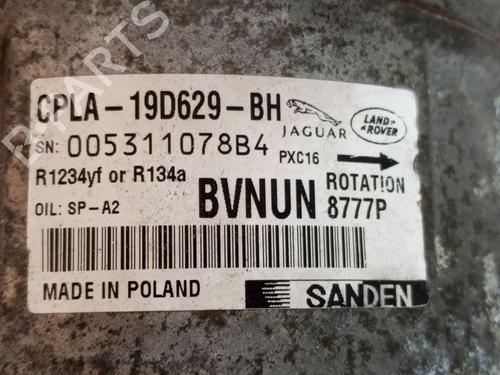 B-PARTS
CPLA-19D629-BH
JAGUAR
LAND ROVER
SN: 005311078B4
PXC16
R1234yf or R134a
ROTATION
OIL: SP-A2
BVNUN
8777P
MADE IN POLAND
SANDEN